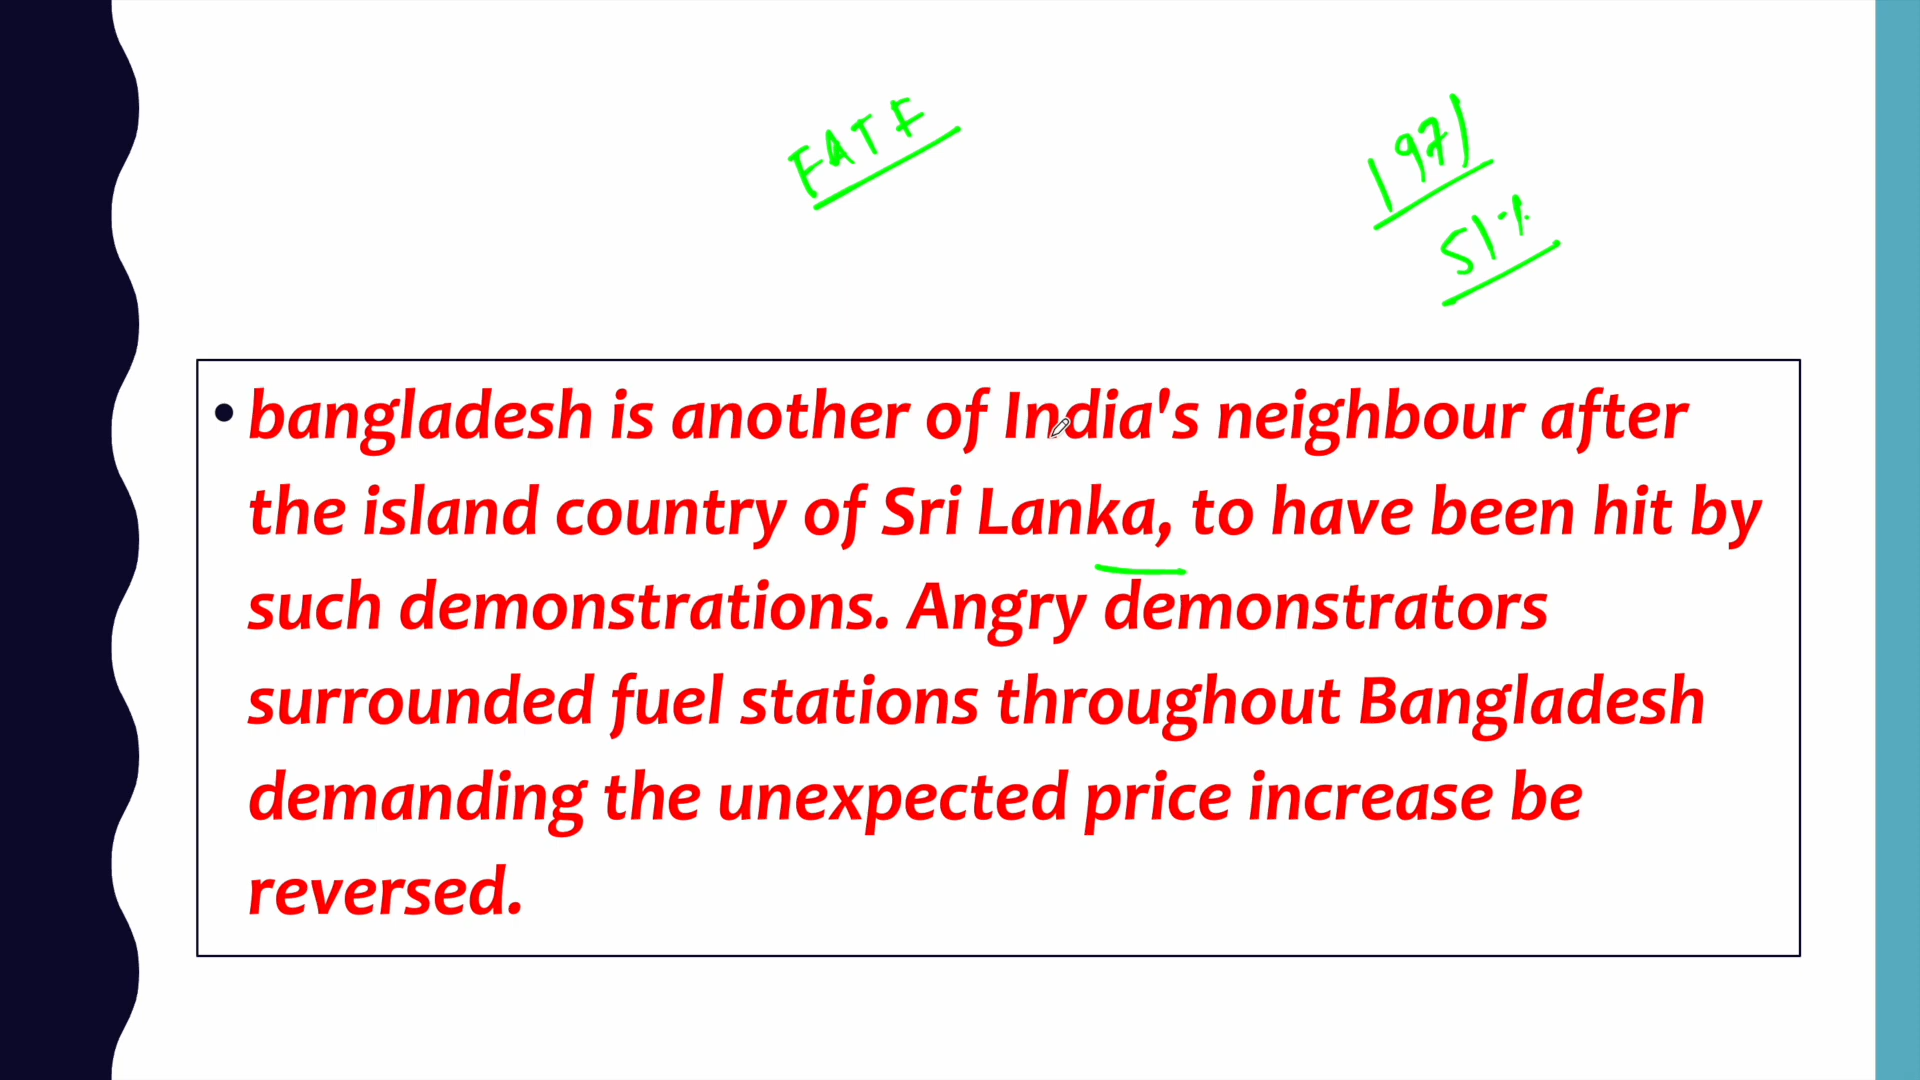 FATF
1971
51%
• bangladesh is another of India's neighbour after
the island country of Sri Lanka, to have been hit by
such demonstrations. Angry demonstrators
surrounded fuel stations throughout Bangladesh
demanding the unexpected price increase be
reversed.